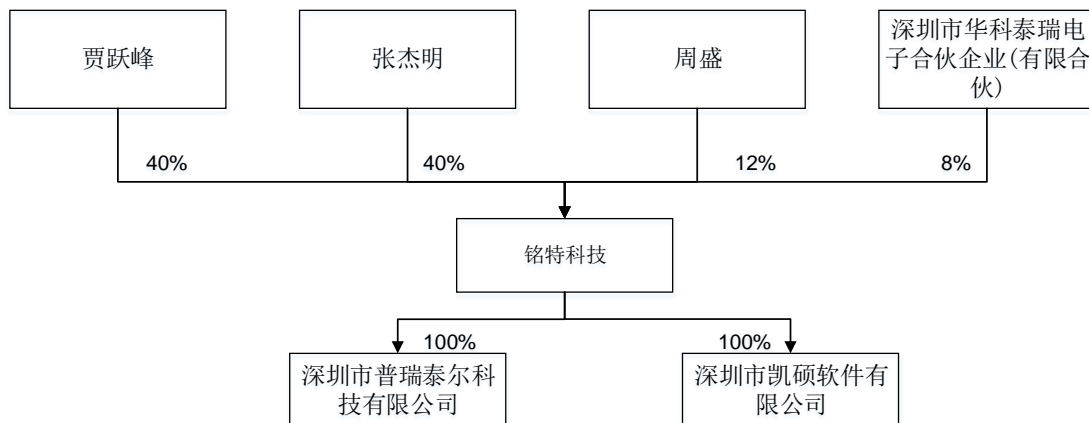 贾跃峰
张杰明
周盛
深圳市华科泰瑞电
子合伙企业(有限合
伙)
40%
40%
12%
8%
铭特科技
100%
100%
深圳市普瑞泰尔科
技有限公司
深圳市凯硕软件有
限公司